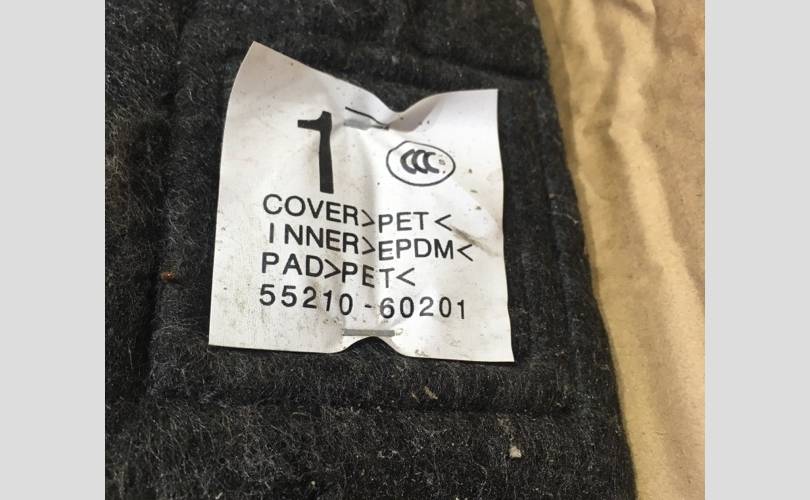 1
CCC
COVER>PET<
INNER>EPDM<
PAD>PET<
55210-60201